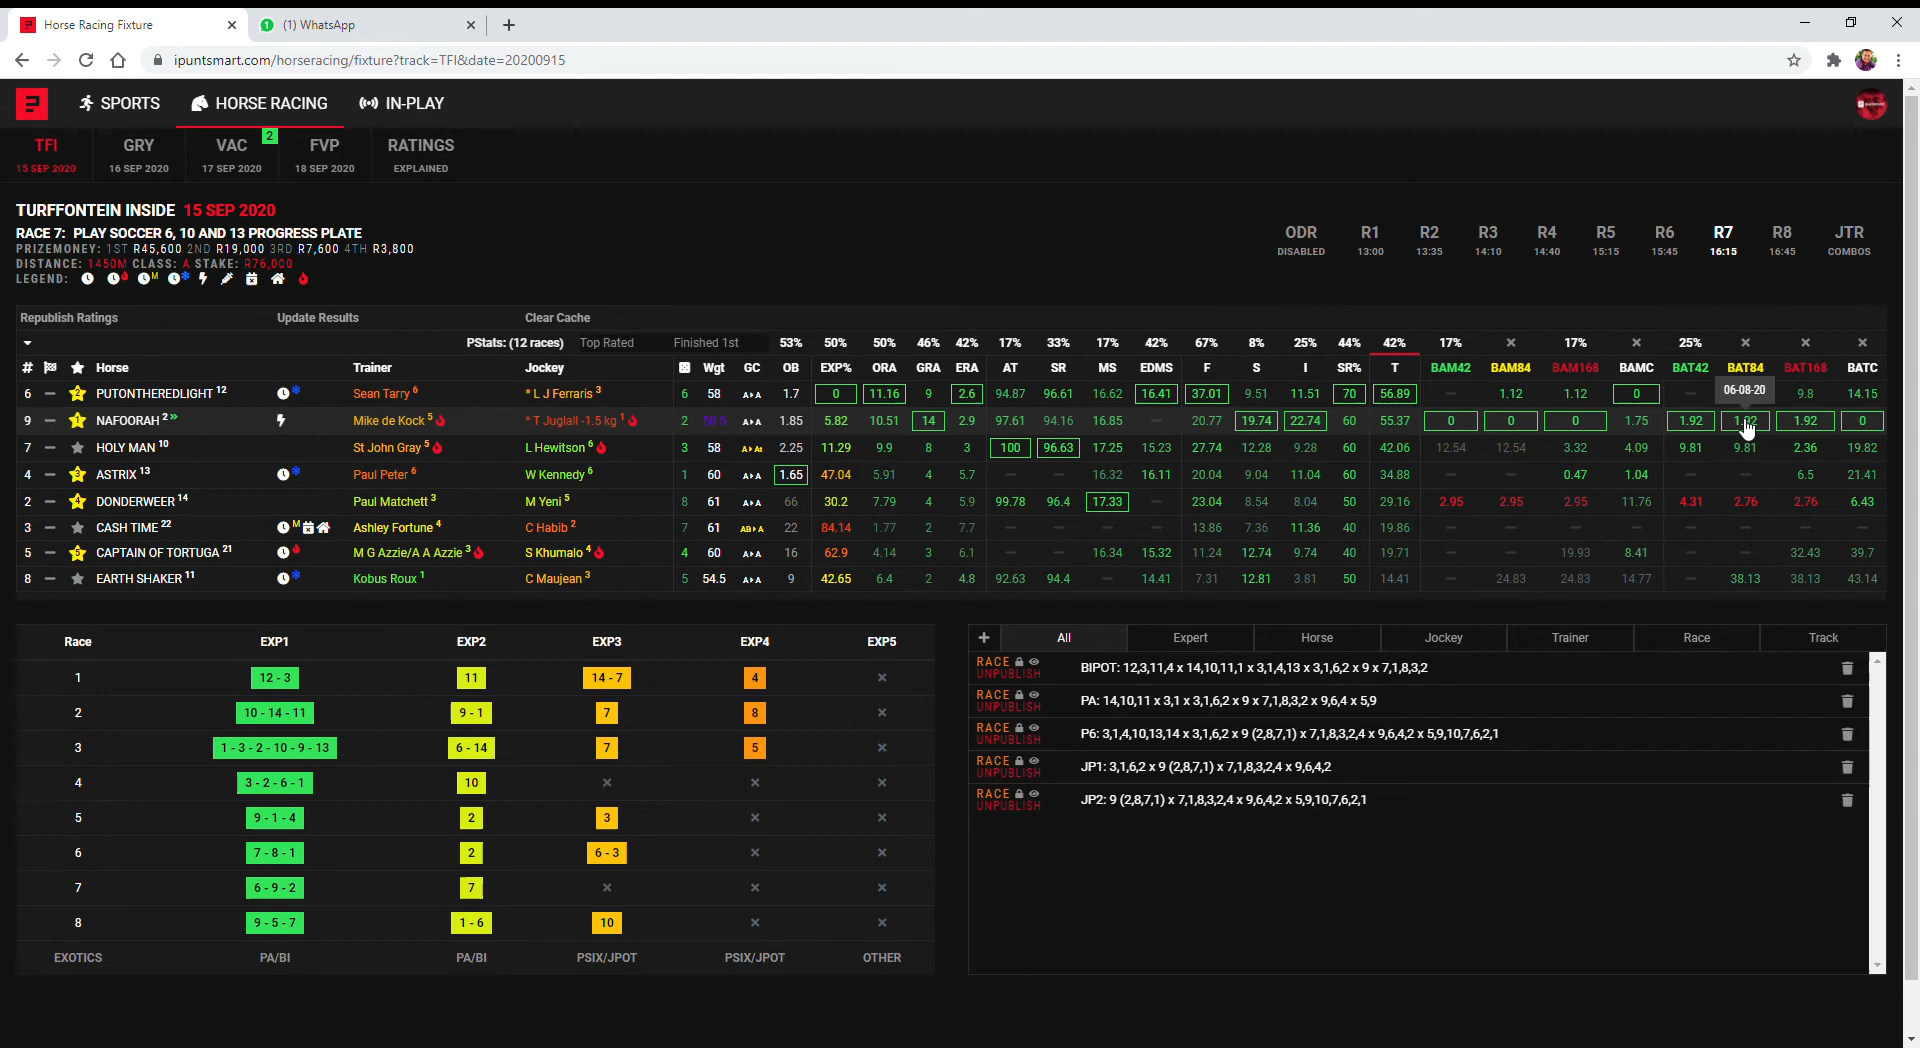 Horse Racing Fixture
(1) WhatsApp
ipuntsmart.com/horseracing/fixture?track=TFI&date=20200915
SPORTS HORSE RACING IN-PLAY
TFI GRY VAC 2 FVP RATINGS
15 SEP 2020 16 SEP 2020 17 SEP 2020 18 SEP 2020 EXPLAINED
TURFFONTEIN INSIDE 15 SEP 2020
RACE 7: PLAY SOCCER 6, 10 AND 13 PROGRESS PLATE
PRIZEMONEY: 1ST R45,600 2ND R19,000 3RD R7,600 4TH R3,800
DISTANCE: 1450M CLASS: A STAKE: R76,000
LEGEND:
ODR R1 R2 R3 R4 R5 R6 R7 R8 JTR
DISABLED 13:00 13:35 14:10 14:40 15:15 15:45 16:15 16:45 COMBOS
Republish Ratings Update Results Clear Cache
PStats: (12 races) Top Rated Finished 1st 53% 50% 50% 46% 42% 17% 33% 17% 42% 67% 8% 25% 44% 42% 17% × 17% × 25% × × ×
# Horse Trainer Jockey Wgt GC OB EXP% ORA GRA ERA AT SR MS EDMS F S I SR% T BAM42 BAM84 BAM168 BAMC BAT42 BAT84 BAT168 BATC
6 — 2 PUTONTHEREDLIGHT 12 Sean Tarry 6 * L J Ferraris 3 6 58 A▸A 1.7 0 11.16 9 2.6 94.87 96.61 16.62 16.41 37.01 9.51 11.51 70 56.89 — 1.12 1.12 0 — 06-08-20 9.8 14.15
9 — 1 NAFOORAH 2 » Mike de Kock 5 * T Juglall -1.5 kg 1 2 A▸A 1.85 5.82 10.51 14 2.9 97.61 94.16 16.85 — 20.77 19.74 22.74 60 55.37 0 0 0 1.75 1.92 1.92 0
7 — HOLY MAN 10 St John Gray 5 L Hewitson 6 3 58 A▸At 2.25 11.29 9.9 8 3 100 96.63 17.25 15.23 27.74 12.28 9.28 60 42.06 12.54 12.54 3.32 4.09 9.81 9.81 2.36 19.82
4 — 3 ASTRIX 13 Paul Peter 6 W Kennedy 6 1 60 A▸A 1.65 47.04 5.91 4 5.7 — — 16.32 16.11 20.04 9.04 11.04 60 34.88 — — 0.47 1.04 — — 6.5 21.41
2 — 4 DONDERWEER 14 Paul Matchett 3 M Yeni 5 8 61 A▸A 66 30.2 7.79 4 5.9 99.78 96.4 17.33 — 23.04 8.54 8.04 50 29.16 2.95 2.95 2.95 11.76 4.31 2.76 2.76 6.43
3 — CASH TIME 22 M Ashley Fortune 4 C Habib 2 7 61 AB▸A 22 84.14 1.77 2 7.7 — — — — 13.86 7.36 11.36 40 19.86 — — — — — — — —
5 — 5 CAPTAIN OF TORTUGA 21 M G Azzie/A A Azzie 3 S Khumalo 4 4 60 A▸A 16 62.9 4.14 3 6.1 — — 16.34 15.32 11.24 12.74 9.74 40 19.71 — — 19.93 8.41 — — 32.43 39.7
8 — EARTH SHAKER 11 Kobus Roux 1 C Maujean 3 5 54.5 A▸A 9 42.65 6.4 2 4.8 92.63 94.4 — 14.41 7.31 12.81 3.81 50 14.41 — 24.83 24.83 14.77 — 38.13 38.13 43.14
Race EXP1 EXP2 EXP3 EXP4 EXP5
1 12 - 3 11 14 - 7 4 ×
2 10 - 14 - 11 9 - 1 7 8 ×
3 1 - 3 - 2 - 10 - 9 - 13 6 - 14 7 5 ×
4 3 - 2 - 6 - 1 10 × × ×
5 9 - 1 - 4 2 3 × ×
6 7 - 8 - 1 2 6 - 3 × ×
7 6 - 9 - 2 7 × × ×
8 9 - 5 - 7 1 - 6 10 × ×
EXOTICS PA/BI PA/BI PSIX/JPOT PSIX/JPOT OTHER
+ All Expert Horse Jockey Trainer Race Track
RACE UNPUBLISH BIPOT: 12,3,11,4 x 14,10,11,1 x 3,1,4,13 x 3,1,6,2 x 9 x 7,1,8,3,2
RACE UNPUBLISH PA: 14,10,11 x 3,1 x 3,1,6,2 x 9 x 7,1,8,3,2 x 9,6,4 x 5,9
RACE UNPUBLISH P6: 3,1,4,10,13,14 x 3,1,6,2 x 9 (2,8,7,1) x 7,1,8,3,2,4 x 9,6,4,2 x 5,9,10,7,6,2,1
RACE UNPUBLISH JP1: 3,1,6,2 x 9 (2,8,7,1) x 7,1,8,3,2,4 x 9,6,4,2
RACE UNPUBLISH JP2: 9 (2,8,7,1) x 7,1,8,3,2,4 x 9,6,4,2 x 5,9,10,7,6,2,1